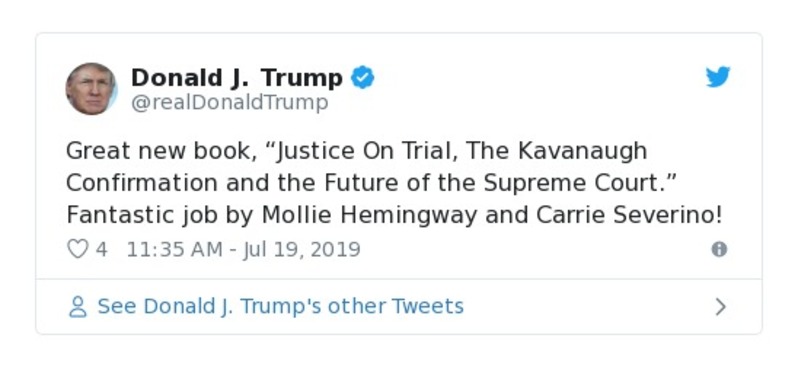 Donald J. Trump
@realDonaldTrump
Great new book, “Justice On Trial, The Kavanaugh
Confirmation and the Future of the Supreme Court.”
Fantastic job by Mollie Hemingway and Carrie Severino!
4 11:35 AM - Jul 19, 2019
See Donald J. Trump's other Tweets